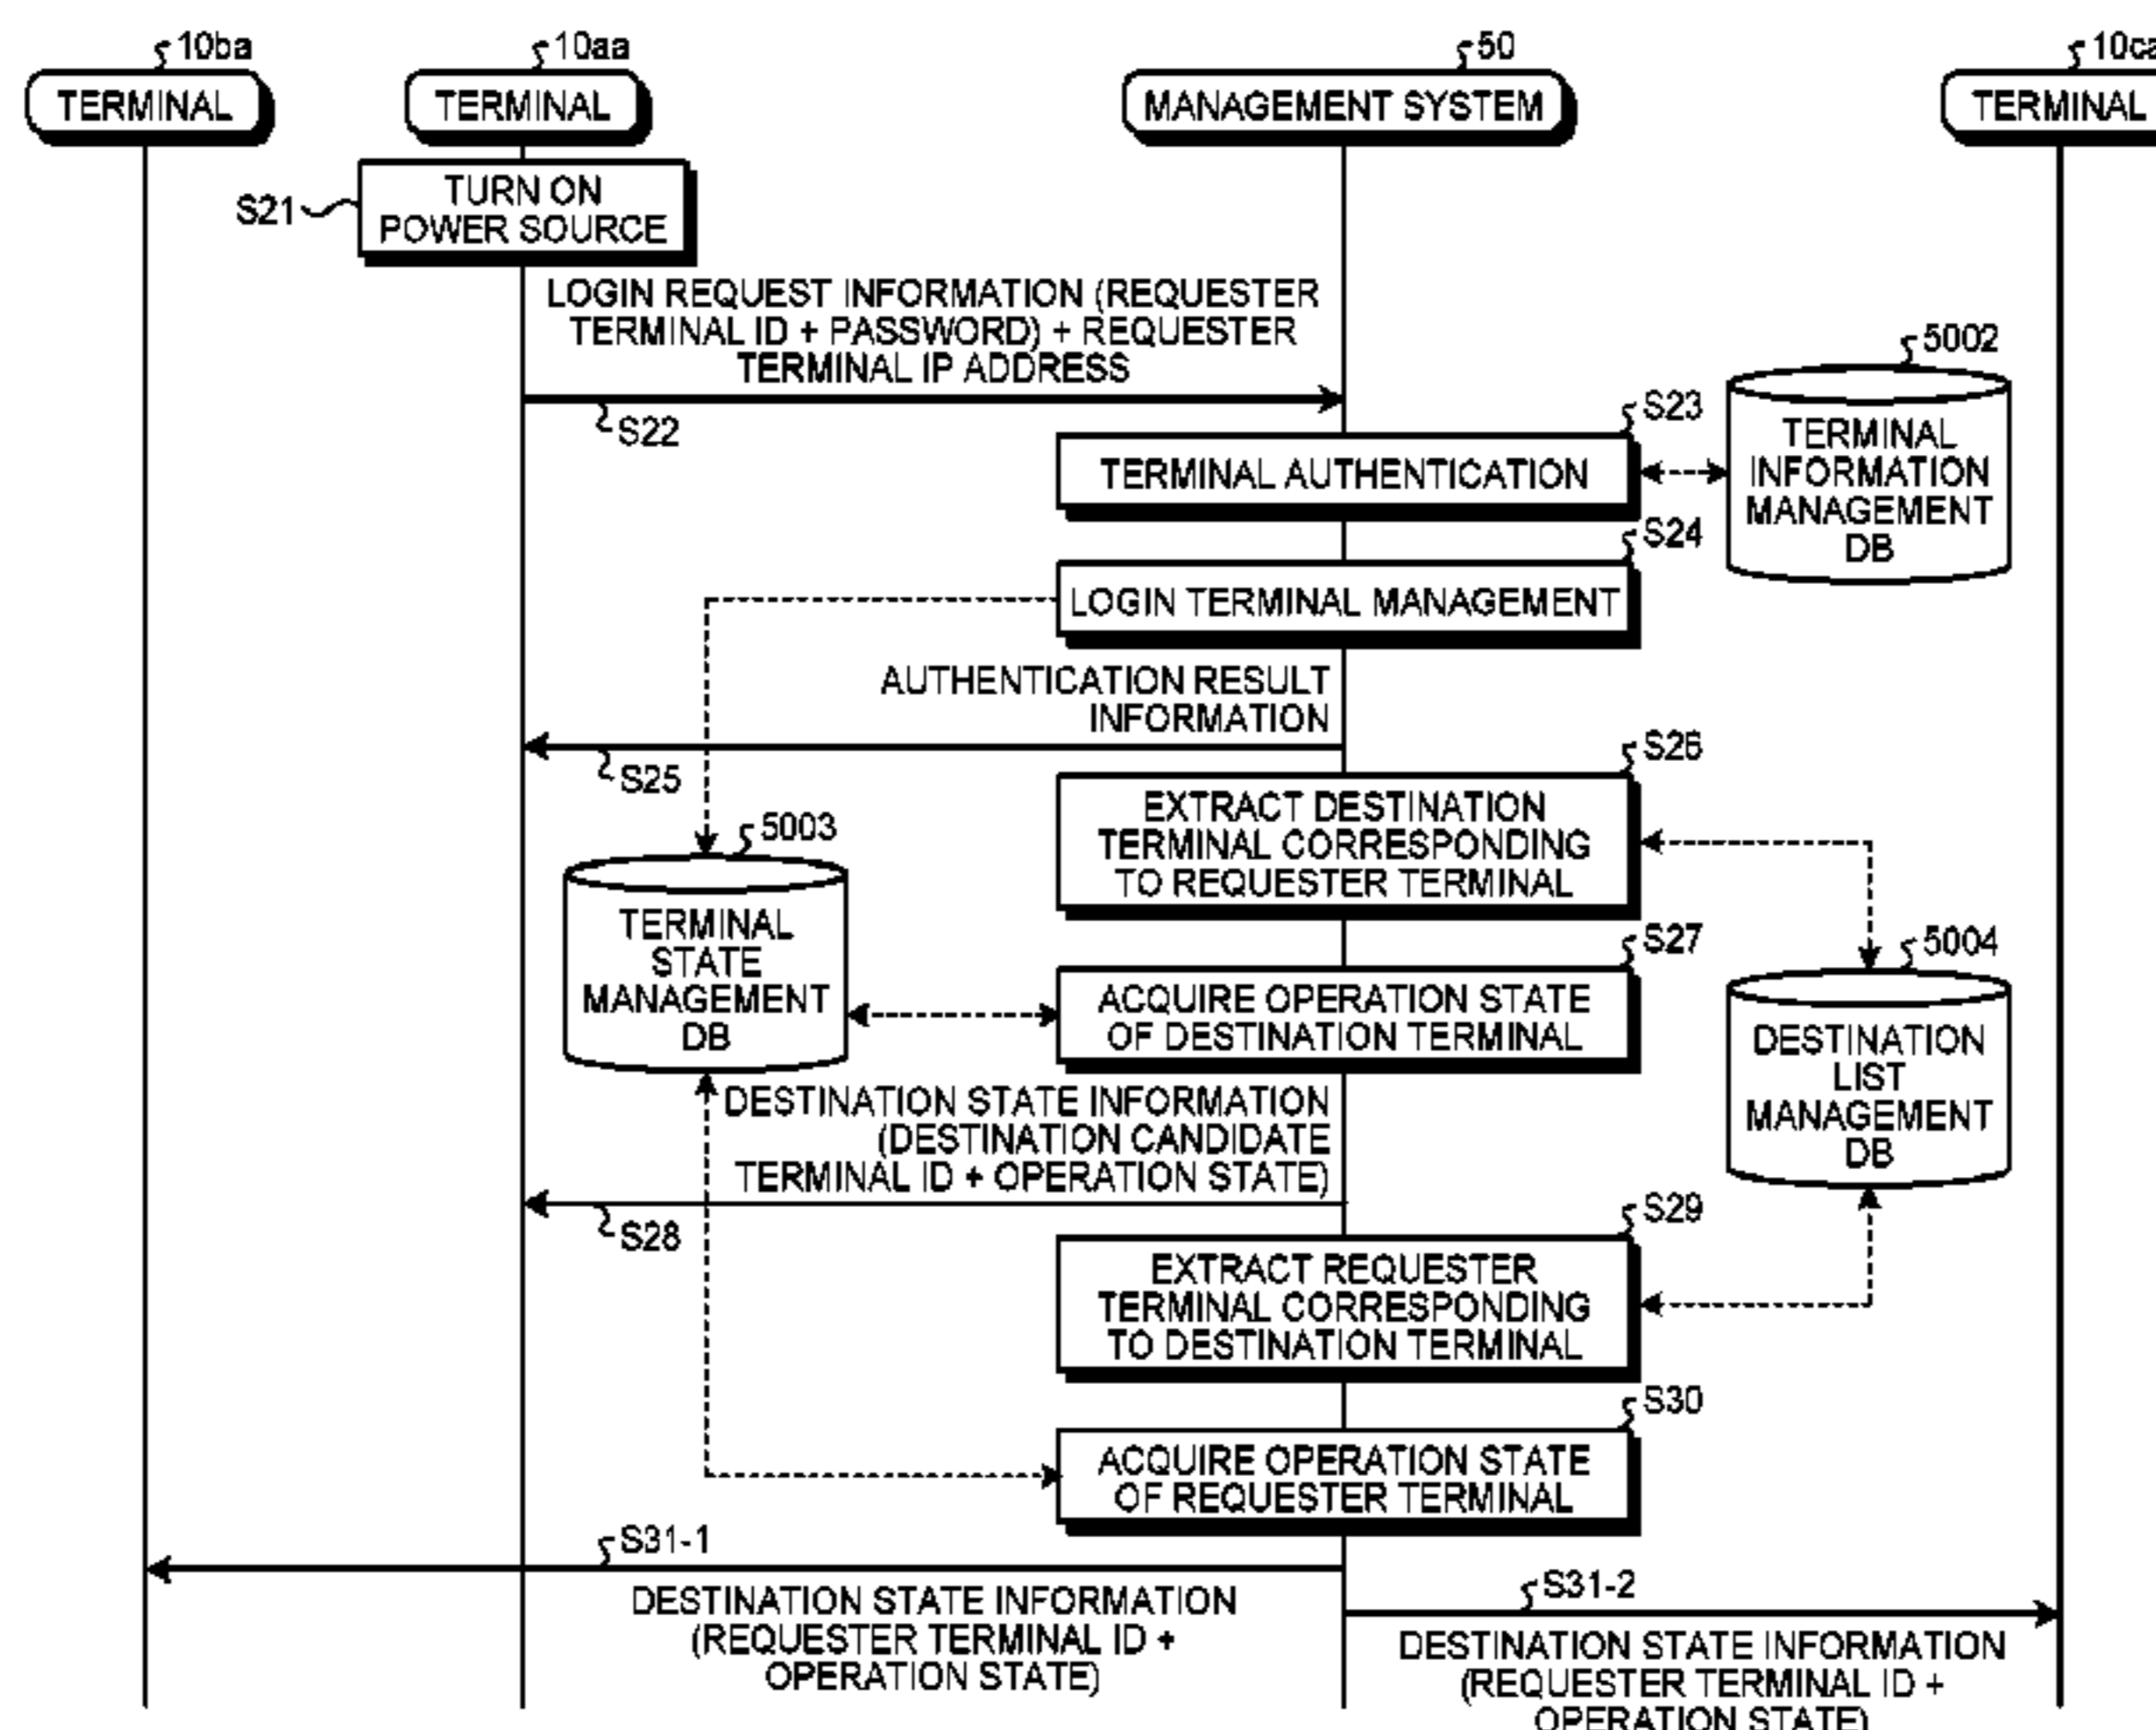 10ba
10aa
50
10ca
TERMINAL
TERMINAL
MANAGEMENT SYSTEM
TERMINAL
S21
TURN ON
POWER SOURCE
LOGIN REQUEST INFORMATION (REQUESTER
TERMINAL ID + PASSWORD) + REQUESTER
TERMINAL IP ADDRESS
S22
5002
S23
TERMINAL AUTHENTICATION
TERMINAL
INFORMATION
MANAGEMENT
DB
S24
LOGIN TERMINAL MANAGEMENT
AUTHENTICATION RESULT
INFORMATION
S25
S26
EXTRACT DESTINATION
TERMINAL CORRESPONDING
TO REQUESTER TERMINAL
5003
TERMINAL
STATE
MANAGEMENT
DB
S27
ACQUIRE OPERATION STATE
OF DESTINATION TERMINAL
5004
DESTINATION
LIST
MANAGEMENT
DB
DESTINATION STATE INFORMATION
(DESTINATION CANDIDATE
TERMINAL ID + OPERATION STATE)
S28
S29
EXTRACT REQUESTER
TERMINAL CORRESPONDING
TO DESTINATION TERMINAL
S30
ACQUIRE OPERATION STATE
OF REQUESTER TERMINAL
S31-1
DESTINATION STATE INFORMATION
(REQUESTER TERMINAL ID +
OPERATION STATE)
S31-2
DESTINATION STATE INFORMATION
(REQUESTER TERMINAL ID +
OPERATION STATE)